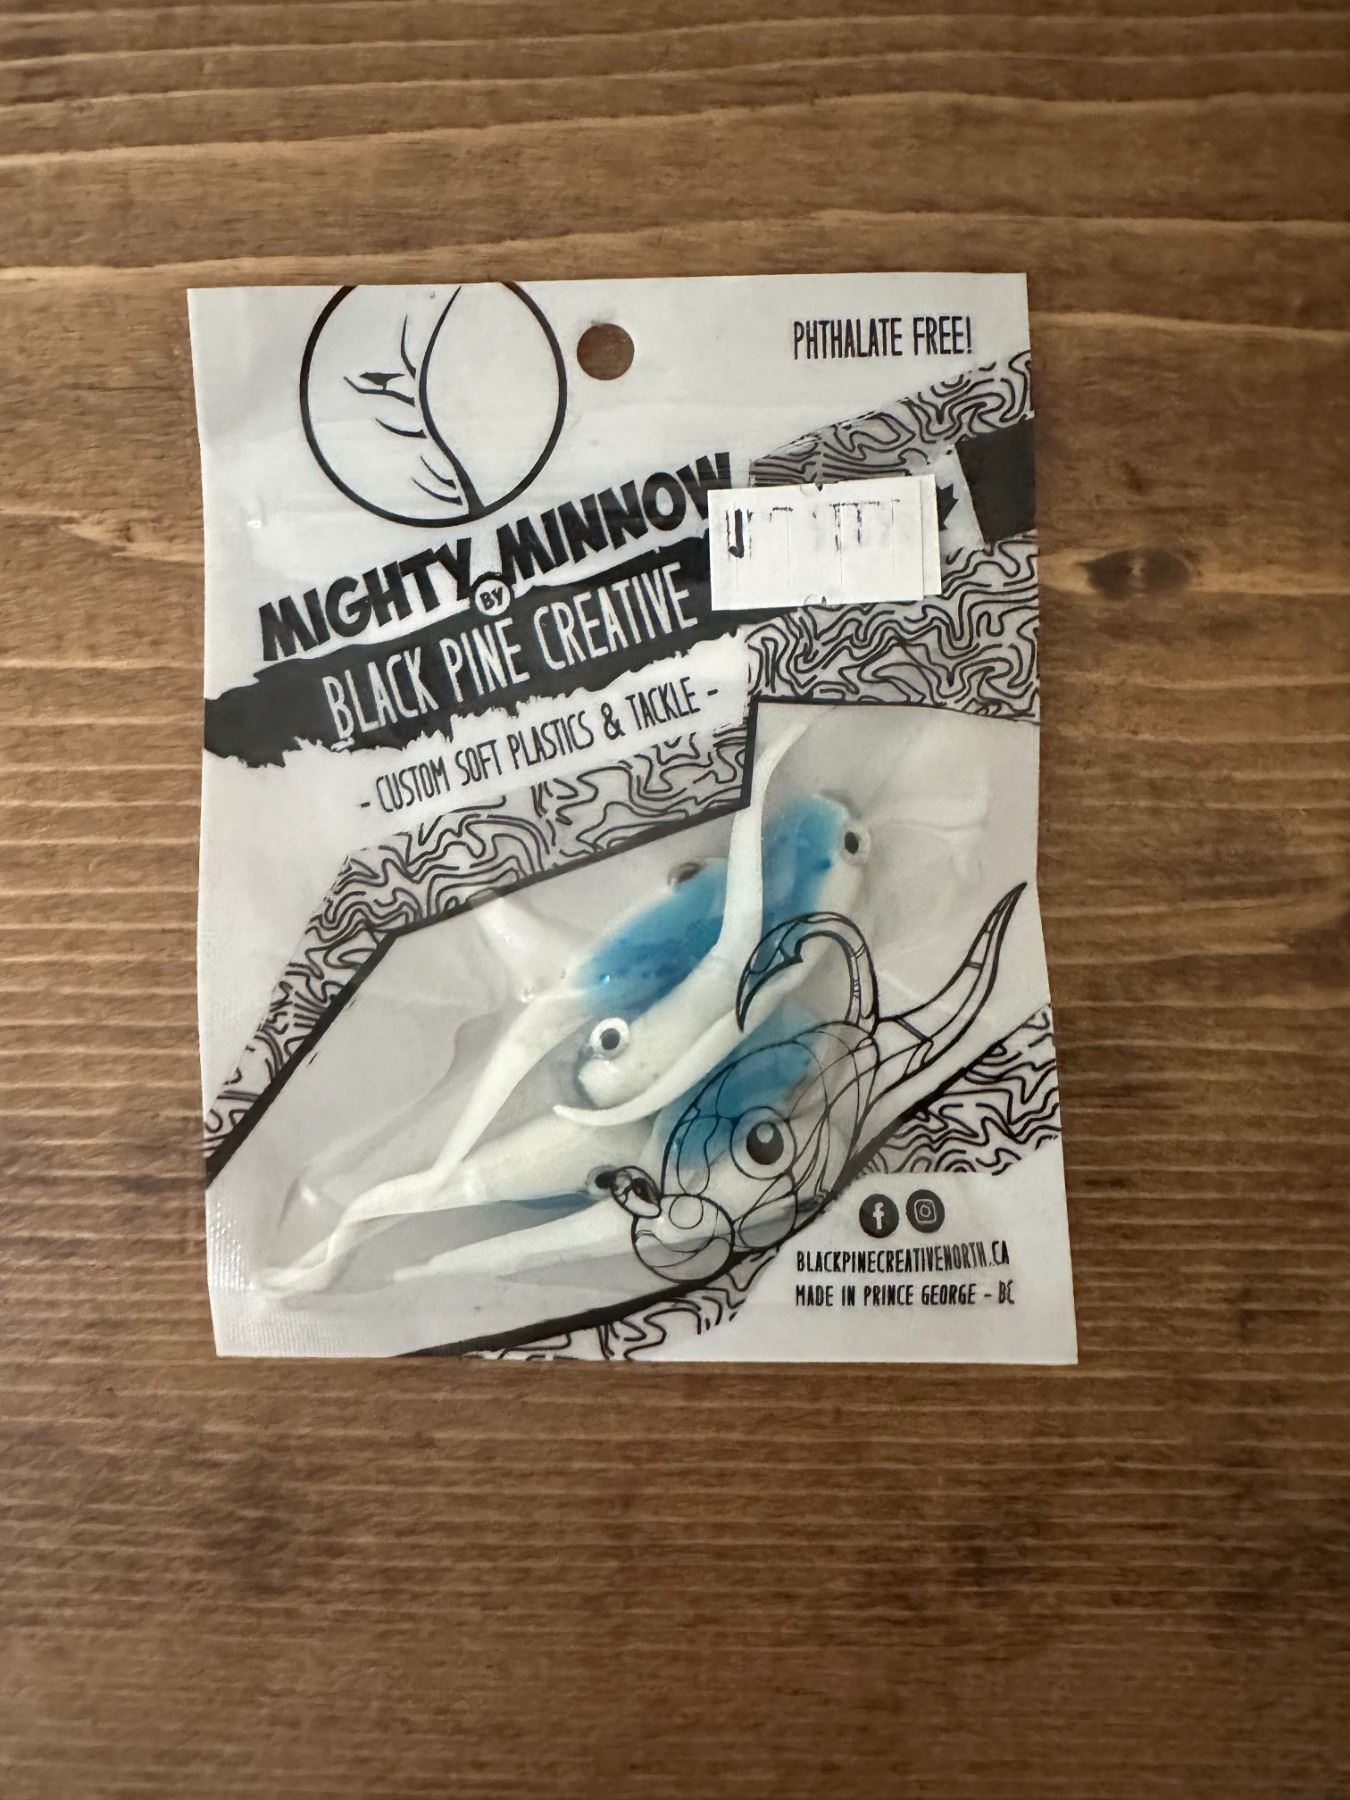 PHTHALATE FREE!
MIGHTY MINNOW
BY
BLACK PINE CREATIVE
- CUSTOM SOFT PLASTICS & TACKLE -
f
BLACKPINECREATIVENORTH.CA
MADE IN PRINCE GEORGE - BC